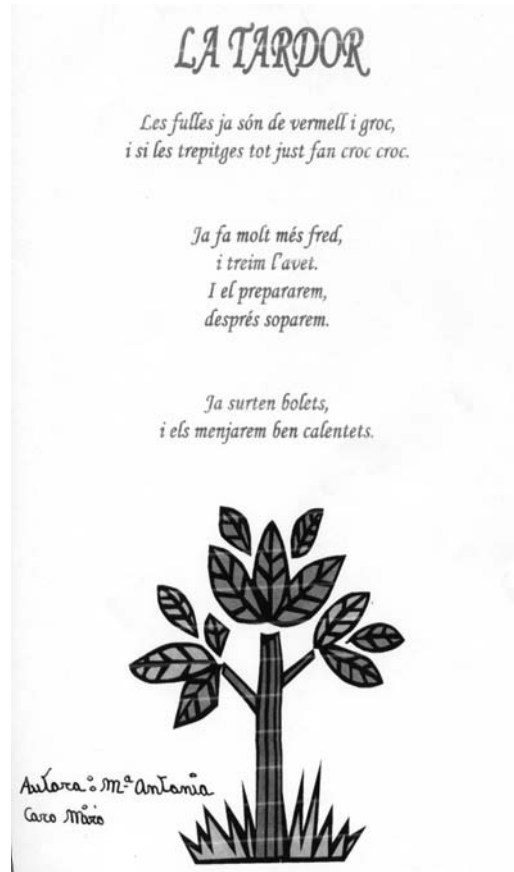 LA TARDOR
Les fulles ja són de vermell i groc,
i si les trepitges tot just fan croc croc.
Ja fa molt més fred,
i treim l'avet.
I el prepararem,
després soparem.
Ja surten bolets,
i els menjarem ben calentets.
Autora: Mª Antonia
Caro Miró